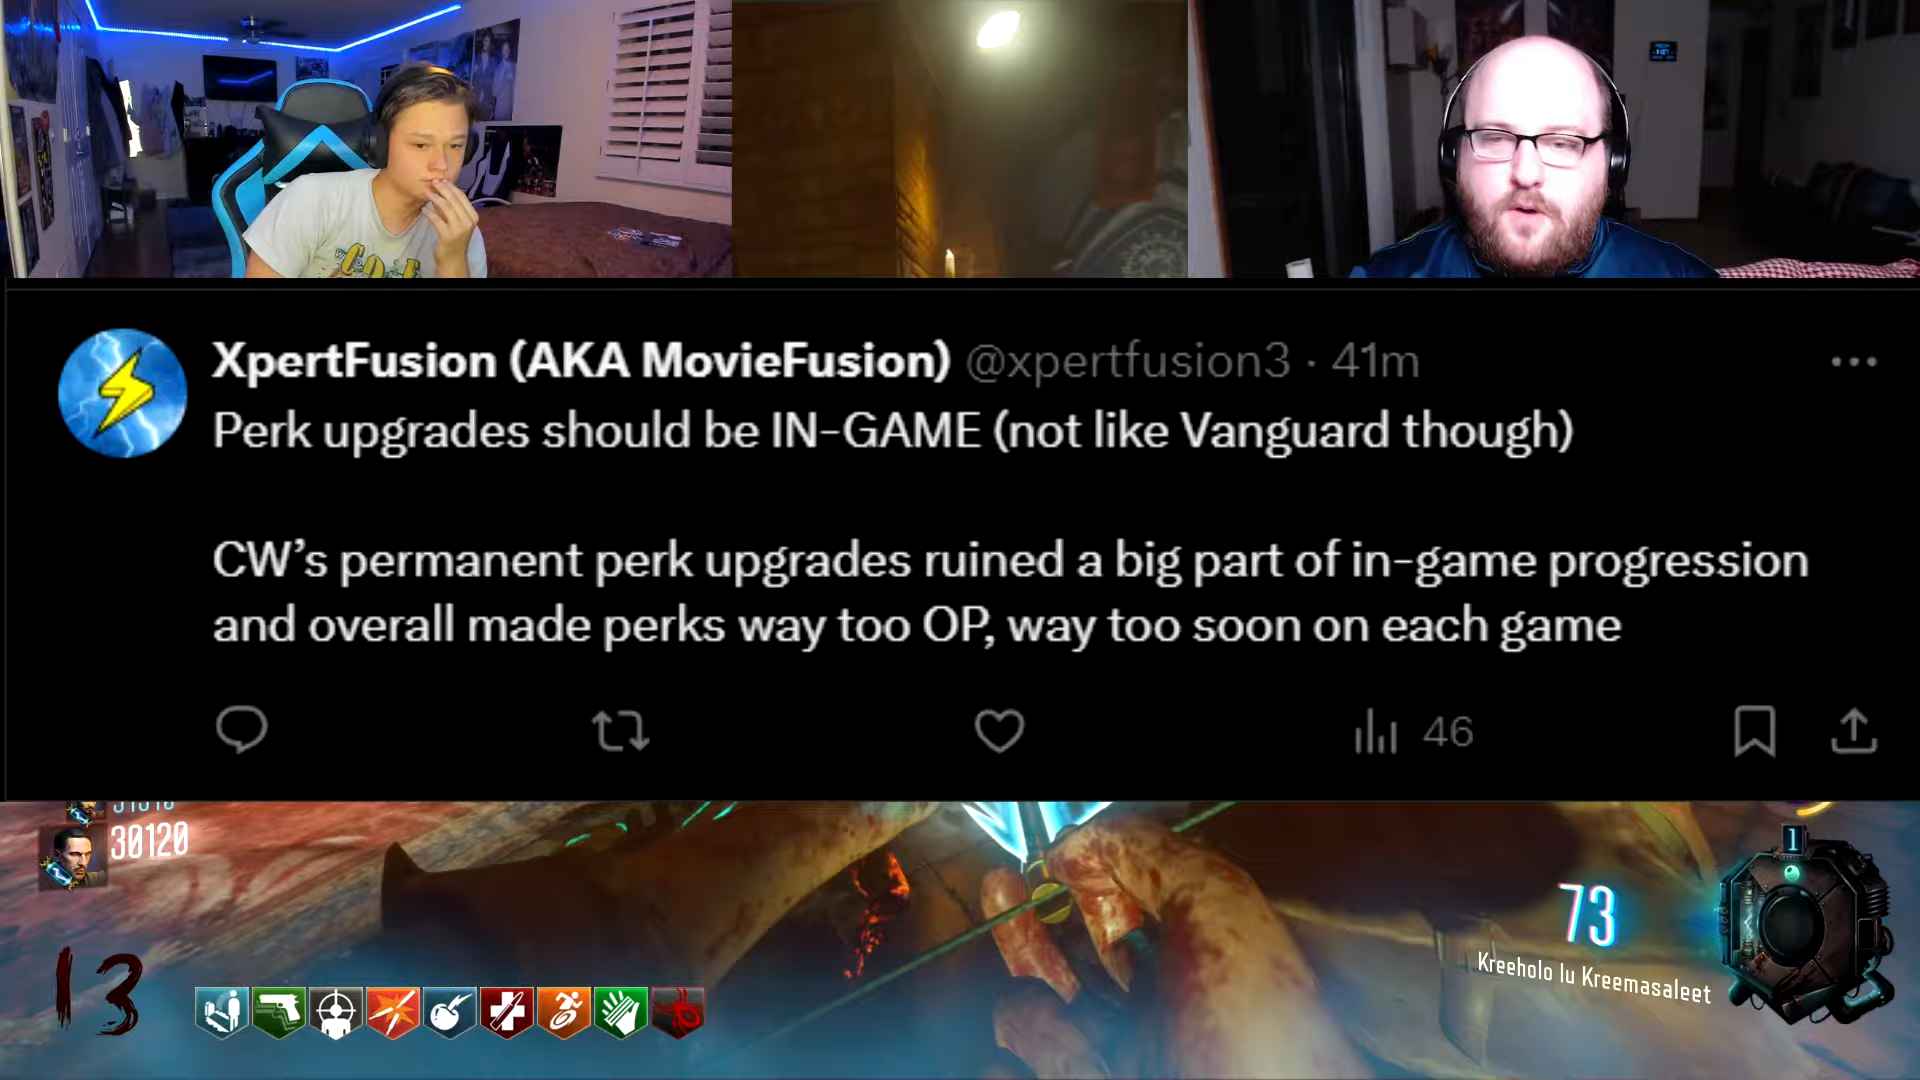 XpertFusion (AKA MovieFusion) @xpertfusion3 · 41m
Perk upgrades should be IN-GAME (not like Vanguard though)
CW’s permanent perk upgrades ruined a big part of in-game progression
and overall made perks way too OP, way too soon on each game
46
30120
1
73
Kreeholo lu Kreemasaleet
13